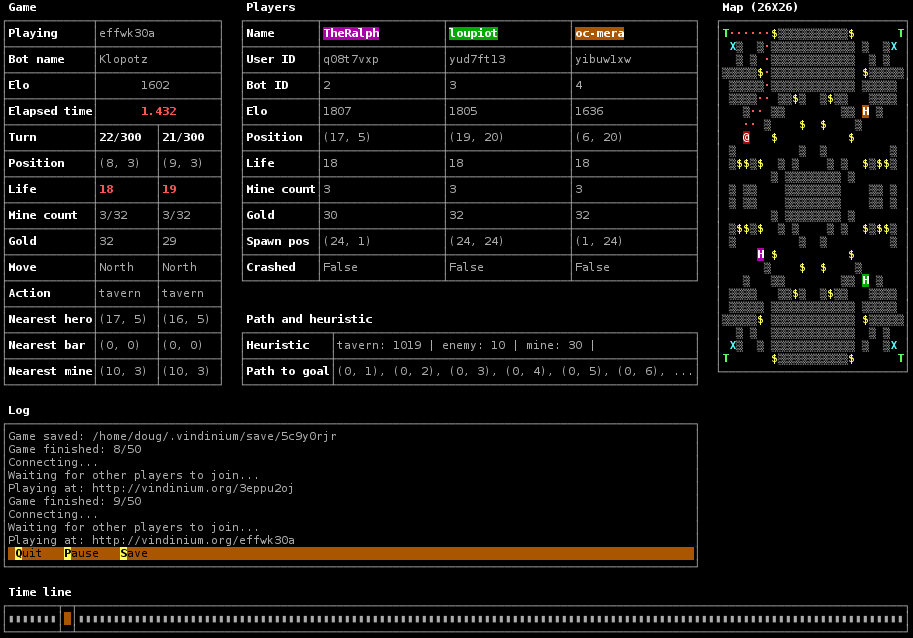 Game
Playing effwk30a
Bot name Klopotz
Elo 1602
Elapsed time 1.432
Turn 22/300 21/300
Position (8, 3) (9, 3)
Life 18 19
Mine count 3/32 3/32
Gold 32 29
Move North North
Action tavern tavern
Nearest hero (17, 5) (16, 5)
Nearest bar (0, 0) (0, 0)
Nearest mine (10, 3) (10, 3)
Players
Name TheRalph loupiot oc-mera
User ID q08t7vxp yud7ft13 yibuw1xw
Bot ID 2 3 4
Elo 1807 1805 1636
Position (17, 5) (19, 20) (6, 20)
Life 18 18 18
Mine count 3 3 3
Gold 30 32 32
Spawn pos (24, 1) (24, 24) (1, 24)
Crashed False False False
Path and heuristic
Heuristic tavern: 1019 | enemy: 10 | mine: 30 |
Path to goal (0, 1), (0, 2), (0, 3), (0, 4), (0, 5), (0, 6), ...
Map (26X26)
T $ $ T
X X
$ $
$ $
H
$ $
@ $ $
$$ $ $ $$
$$ $ $ $$
H $ $
$ $
H
$ $
$ $
X X
T $ $ T
Log
Game saved: /home/doug/.vindinium/save/5c9y0rjr
Game finished: 8/50
Connecting...
Waiting for other players to join...
Playing at: http://vindinium.org/3eppu2oj
Game finished: 9/50
Connecting...
Waiting for other players to join...
Playing at: http://vindinium.org/effwk30a
Quit Pause Save
Time line